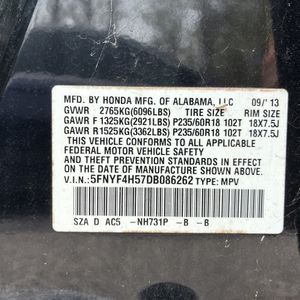 MFD. BY HONDA MFG. OF ALABAMA, LLC 09/'13
GVWR 2765KG(6096LBS) TIRE SIZE RIM SIZE
GAWR F 1325KG(2921LBS) P235/60R18 102T 18X7.5J
GAWR R1525KG(3362LBS) P235/60R18 102T 18X7.5J
THIS VEHICLE CONFORMS TO ALL APPLICABLE
FEDERAL MOTOR VEHICLE SAFETY
AND THEFT PREVENTION STANDARDS IN EFFECT ON THE DATE OF
MANUFACTURE SHOWN ABOVE.
V.I.N.: 5FNYF4H57DB086262 TYPE: MPV
SZA D AC5 -NH731P -B -B